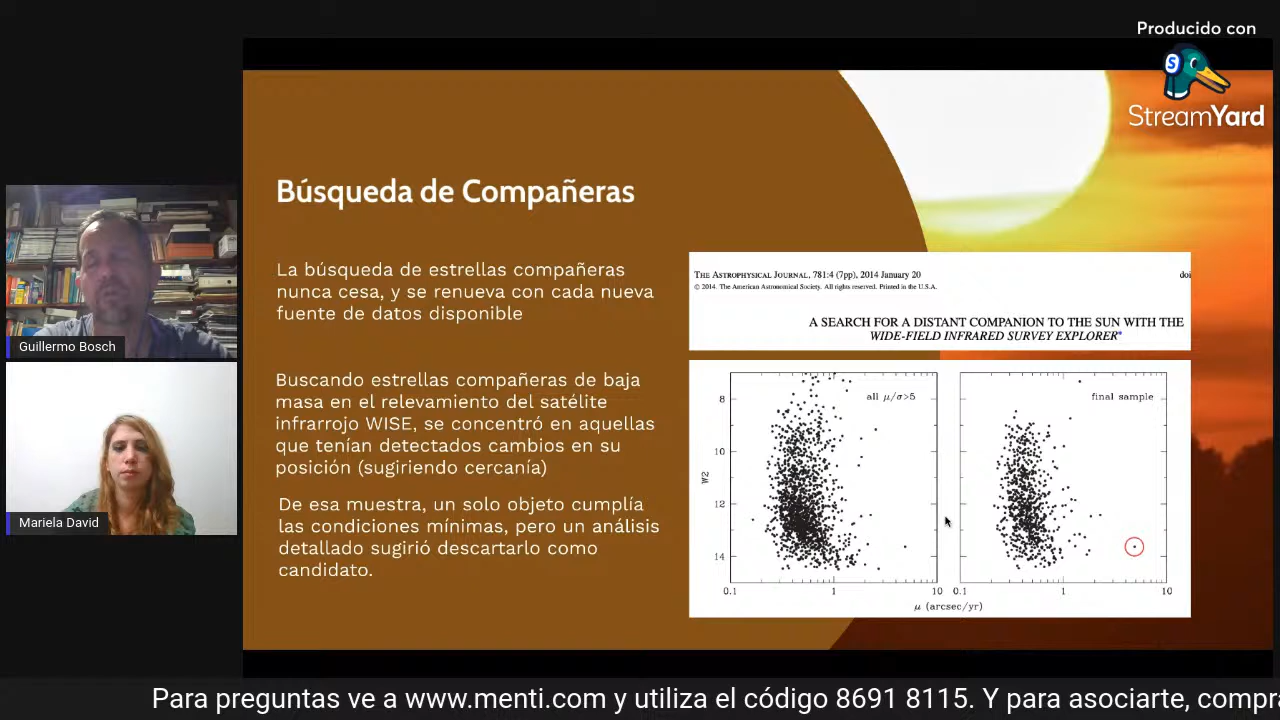 Producido con
StreamYard
Búsqueda de Compañeras
La búsqueda de estrellas compañeras
nunca cesa, y se renueva con cada nueva
fuente de datos disponible
Buscando estrellas compañeras de baja
masa en el relevamiento del satélite
infrarrojo WISE, se concentró en aquellas
que tenían detectados cambios en su
posición (sugiriendo cercanía)
De esa muestra, un solo objeto cumplía
las condiciones mínimas, pero un análisis
detallado sugirió descartarlo como
candidato.
THE ASTROPHYSICAL JOURNAL, 781:4 (7pp), 2014 January 20
doi
© 2014. The American Astronomical Society. All rights reserved. Printed in the U.S.A.
A SEARCH FOR A DISTANT COMPANION TO THE SUN WITH THE
WIDE-FIELD INFRARED SURVEY EXPLORER*
all μ/σ>5
final sample
8
10
12
14
W2
0.1
1
10
0.1
1
10
μ (arcsec/yr)
Guillermo Bosch
Mariela David
Para preguntas ve a www.menti.com y utiliza el código 8691 8115. Y para asociarte, compr